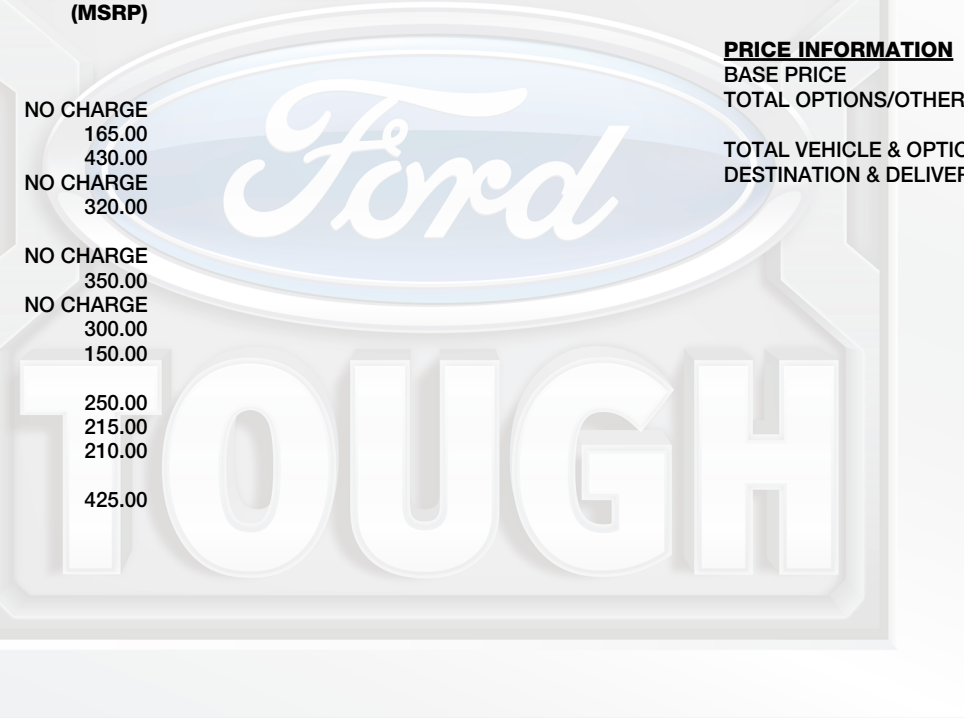 (MSRP)
NO CHARGE
165.00
430.00
NO CHARGE
320.00
NO CHARGE
350.00
NO CHARGE
300.00
150.00
250.00
215.00
210.00
425.00
PRICE INFORMATION
BASE PRICE
TOTAL OPTIONS/OTHER
TOTAL VEHICLE & OPTIO
DESTINATION & DELIVER
Ford
TOUGH